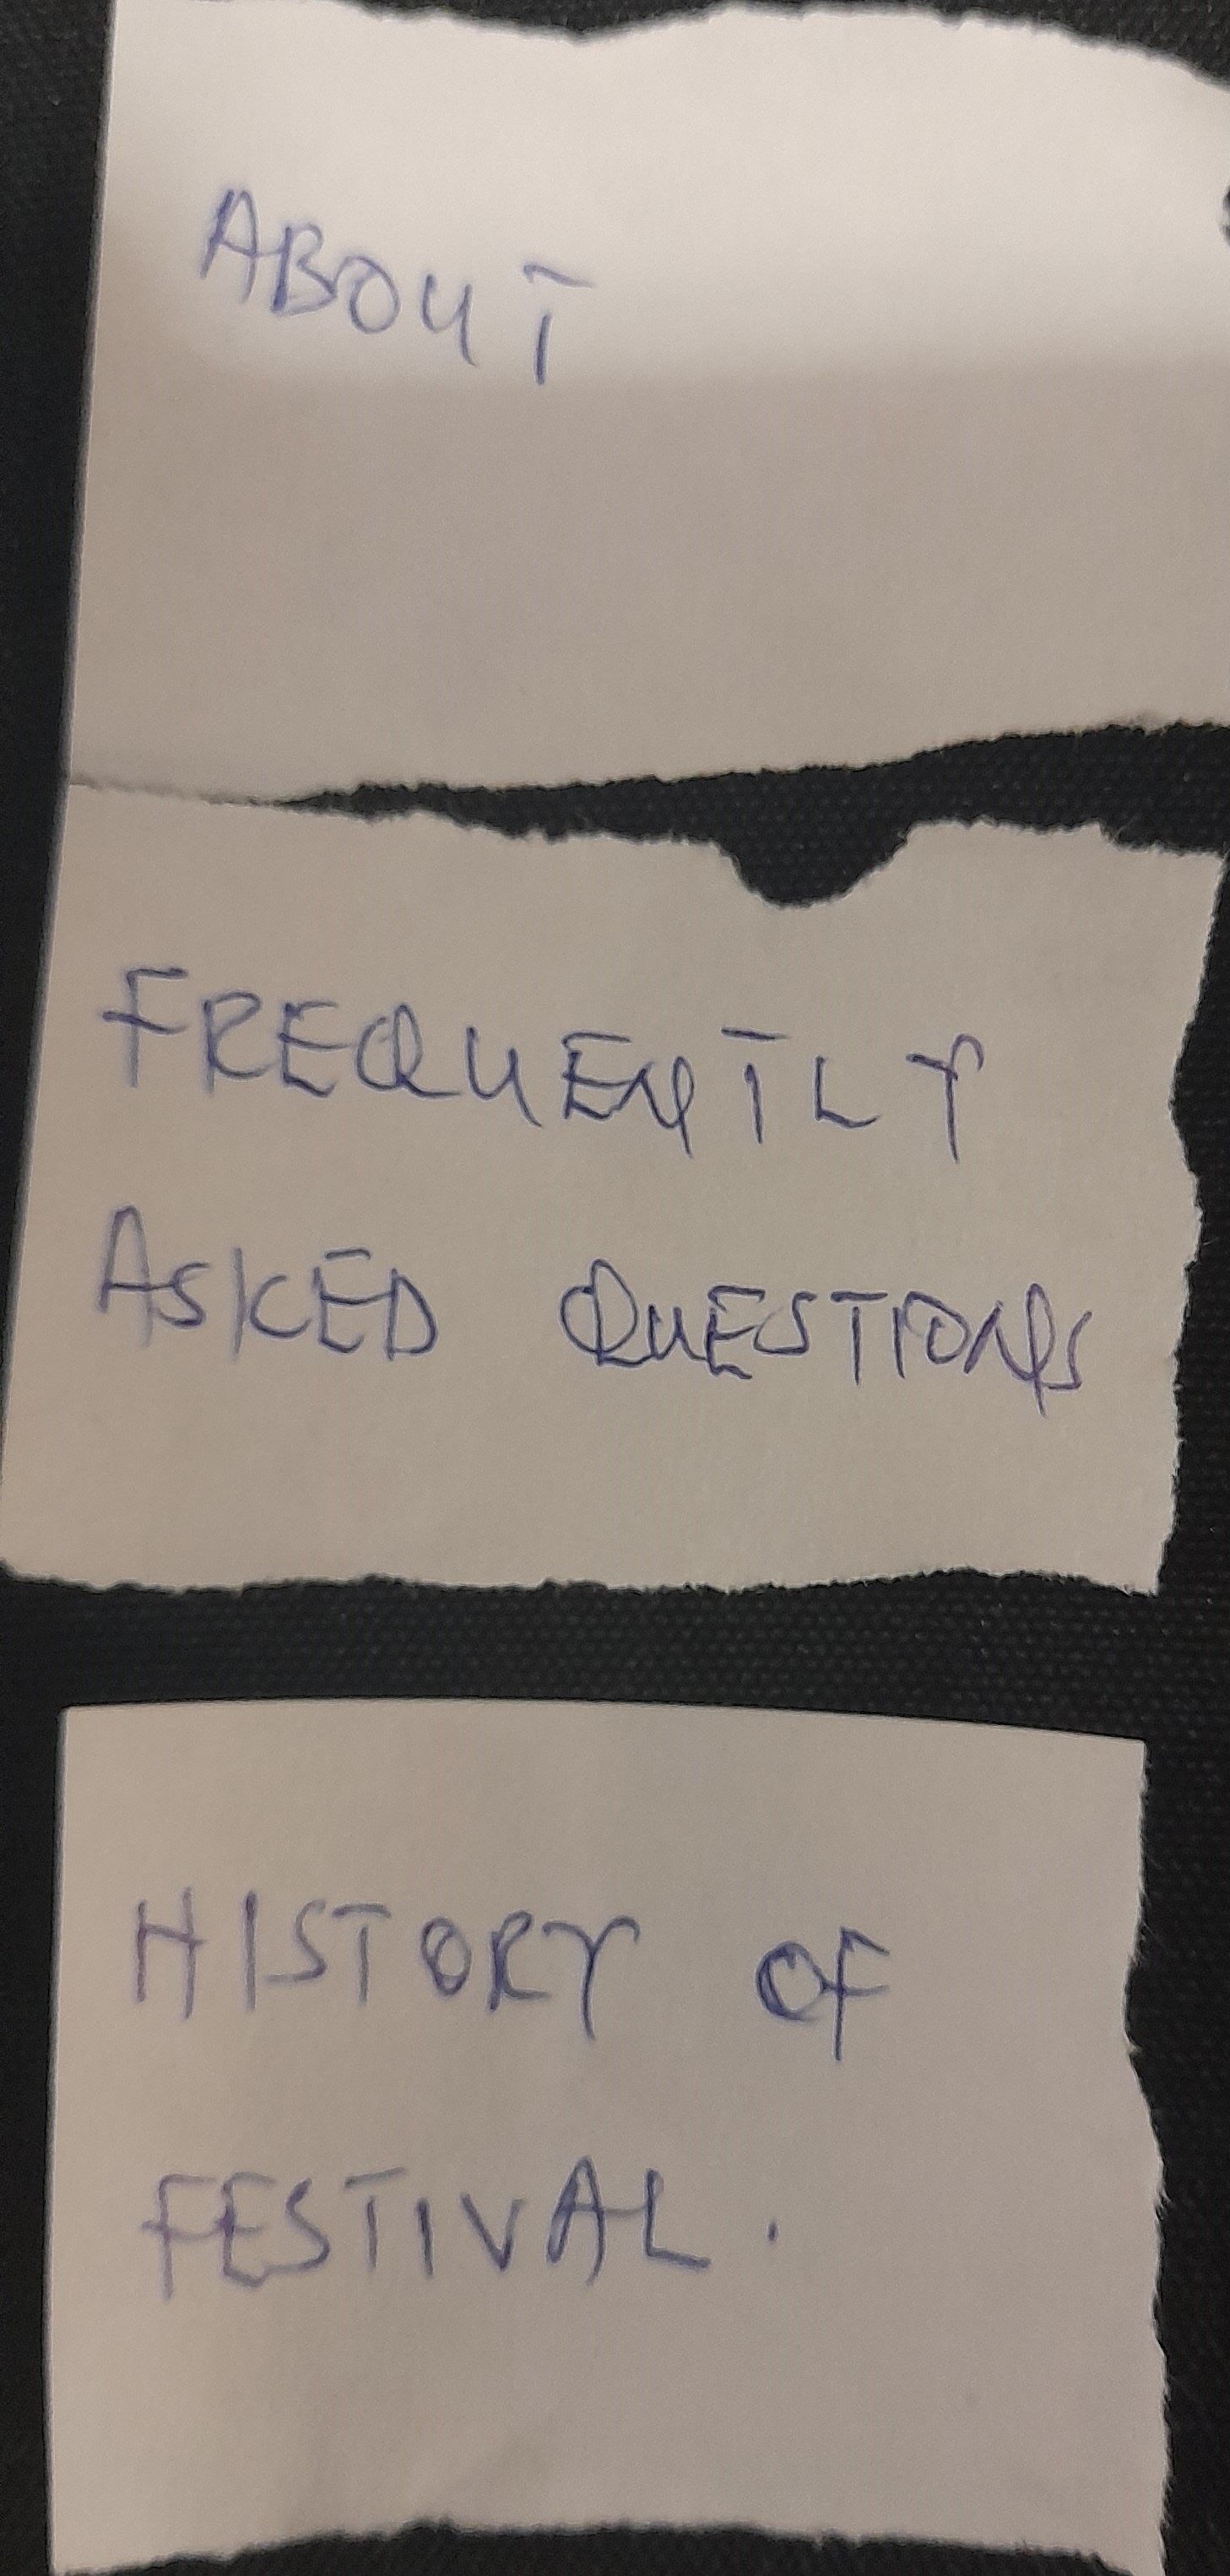 ABOUT
FREQUENTLY
ASKED QUESTIONS
HISTORY OF
FESTIVAL.